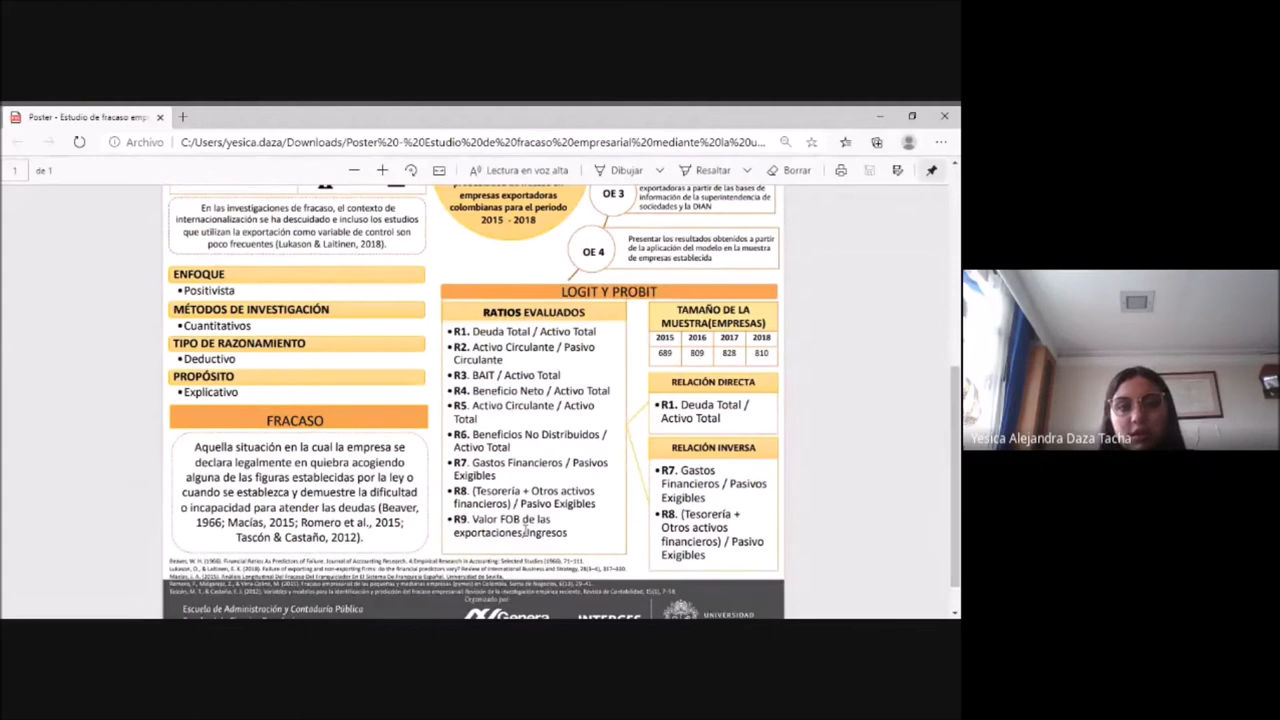 Poster - Estudio de fracaso emp
Archivo
C:/Users/yesica.daza/Downloads/Poster%20-%20Estudio%20de%20fracaso%20empresarial%20mediante%20la%20u...
1
de 1
Lectura en voz alta
Dibujar
Resaltar
Borrar
En las investigaciones de fracaso, el contexto de
internacionalización se ha descuidado e incluso los estudios
que utilizan la exportación como variable de control son
poco frecuentes (Lukason & Laitinen, 2018).
empresas exportadoras
colombianas para el periodo
2015 - 2018
OE 3
exportadoras a partir de las bases de
información de la superintendencia de
sociedades y la DIAN
OE 4
Presentar los resultados obtenidos a partir
de la aplicación del modelo en la muestra
de empresas establecida
ENFOQUE
•Positivista
MÉTODOS DE INVESTIGACIÓN
•Cuantitativos
TIPO DE RAZONAMIENTO
•Deductivo
PROPÓSITO
•Explicativo
FRACASO
Aquella situación en la cual la empresa se
declara legalmente en quiebra acogiendo
alguna de las figuras establecidas por la ley o
cuando se establezca y demuestre la dificultad
o incapacidad para atender las deudas (Beaver,
1966; Macías, 2015; Romero et al., 2015;
Tascón & Castaño, 2012).
LOGIT Y PROBIT
RATIOS EVALUADOS
•R1. Deuda Total / Activo Total
•R2. Activo Circulante / Pasivo
Circulante
•R3. BAIT / Activo Total
•R4. Beneficio Neto / Activo Total
•R5. Activo Circulante / Activo
Total
•R6. Beneficios No Distribuidos /
Activo Total
•R7. Gastos Financieros / Pasivos
Exigibles
•R8. (Tesorería + Otros activos
financieros) / Pasivo Exigibles
•R9. Valor FOB de las
exportaciones/ingresos
TAMAÑO DE LA
MUESTRA(EMPRESAS)
2015 2016 2017 2018
689 809 828 810
RELACIÓN DIRECTA
•R1. Deuda Total /
Activo Total
RELACIÓN INVERSA
•R7. Gastos
Financieros / Pasivos
Exigibles
•R8. (Tesorería +
Otros activos
financieros) / Pasivo
Exigibles
Escuela de Administración y Contaduría Pública
Organizado por:
Genera
INTERGES
UNIVERSIDAD
Yesica Alejandra Daza Tacha